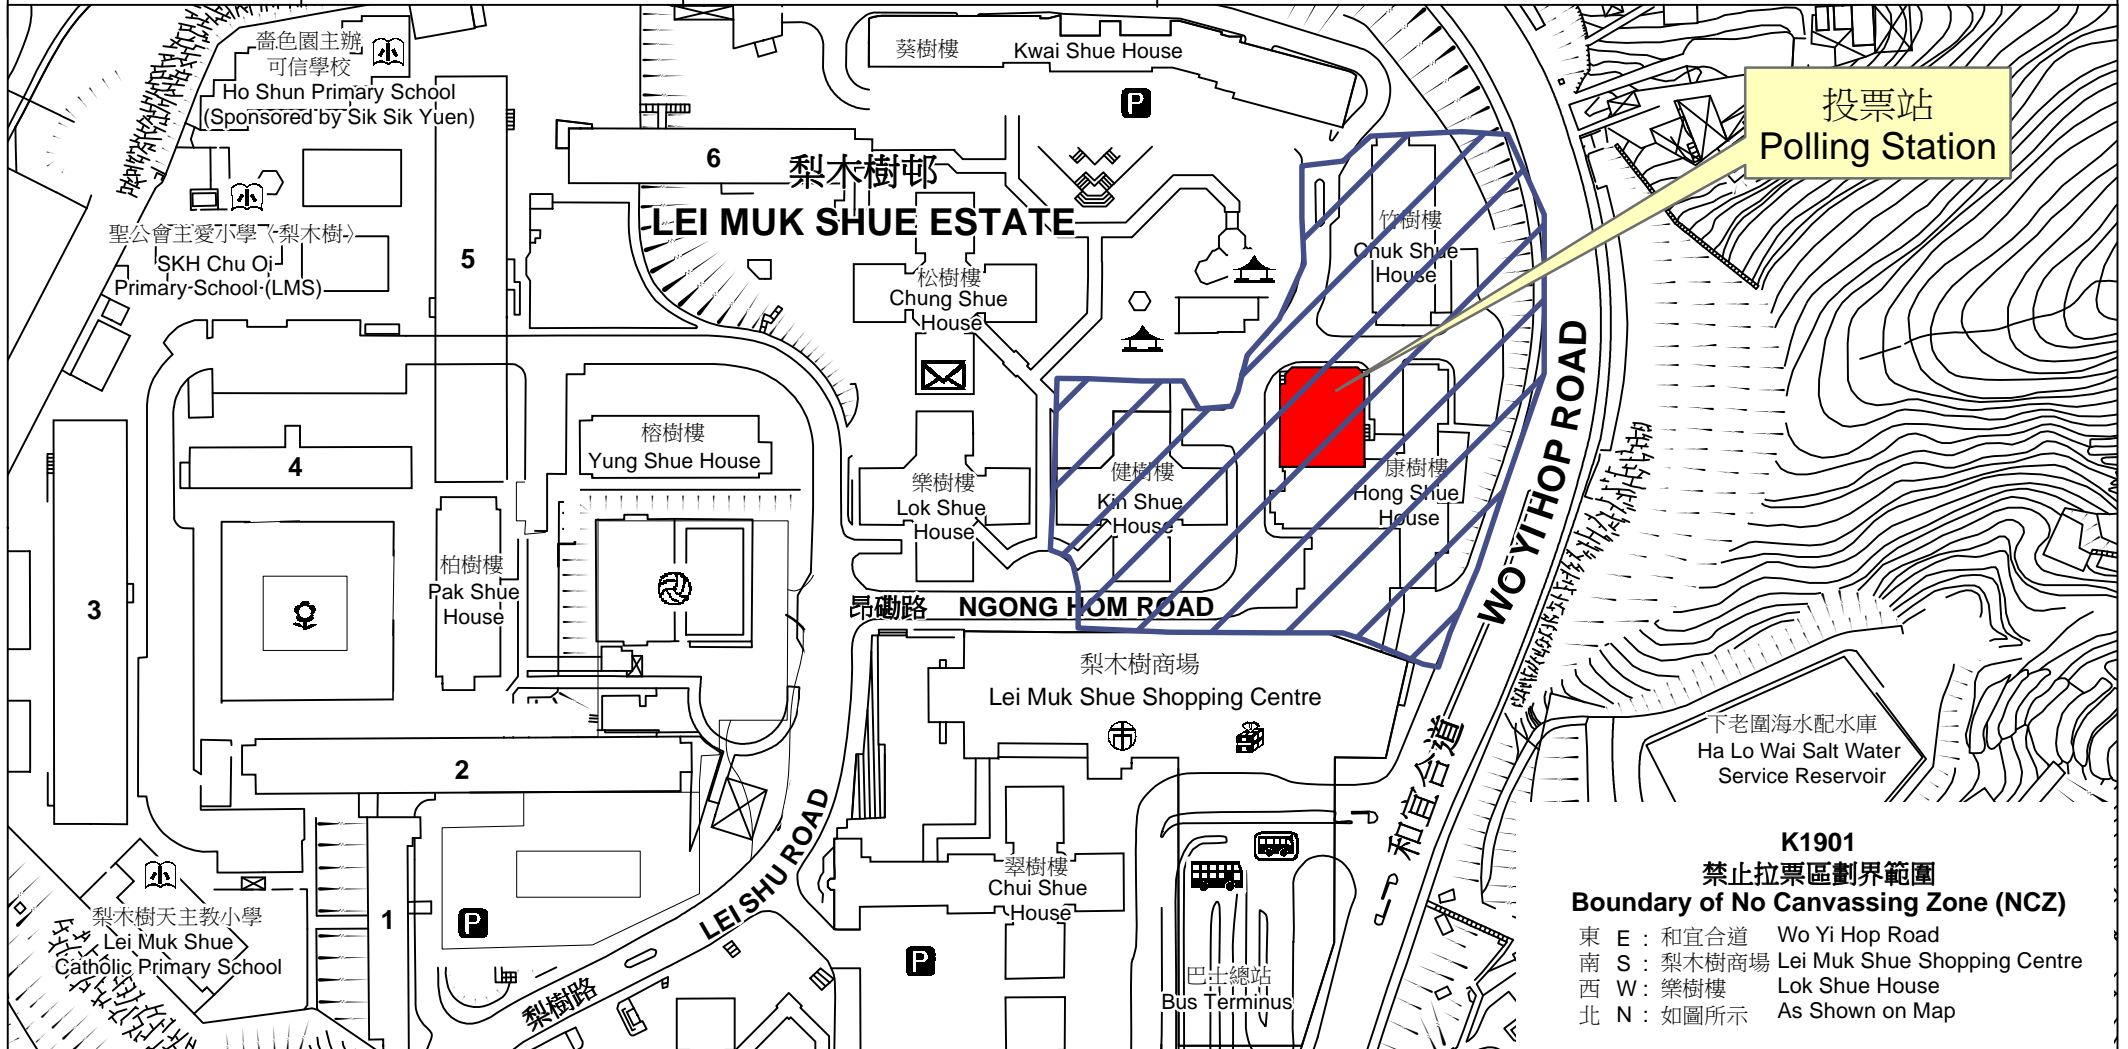 嗇色園主辦
可信學校
Ho Shun Primary School
(Sponsored by Sik Sik Yuen)
葵樹樓
Kwai Shue House
P
投票站
Polling Station
6
梨木樹邨
LEI MUK SHUE ESTATE
聖公會主愛小學〈梨木樹〉
SKH Chu Oi
Primary School (LMS)
5
松樹樓
Chung Shue
House
竹樹樓
Chuk Shue
House
榕樹樓
Yung Shue House
4
樂樹樓
Lok Shue
House
健樹樓
Kin Shue
House
康樹樓
Hong Shue
House
WO YI HOP ROAD
3
柏樹樓
Pak Shue
House
昂磡路
NGONG HOM ROAD
梨木樹商場
Lei Muk Shue Shopping Centre
下老圍海水配水庫
Ha Lo Wai Salt Water
Service Reservoir
2
和宜合道
LEI SHU ROAD
梨樹路
翠樹樓
Chui Shue
House
1
P
P
梨木樹天主教小學
Lei Muk Shue
Catholic Primary School
巴士總站
Bus Terminus
K1901
禁止拉票區劃界範圍
Boundary of No Canvassing Zone (NCZ)
東 E : 和宜合道 Wo Yi Hop Road
南 S : 梨木樹商場 Lei Muk Shue Shopping Centre
西 W : 樂樹樓 Lok Shue House
北 N : 如圖所示 As Shown on Map